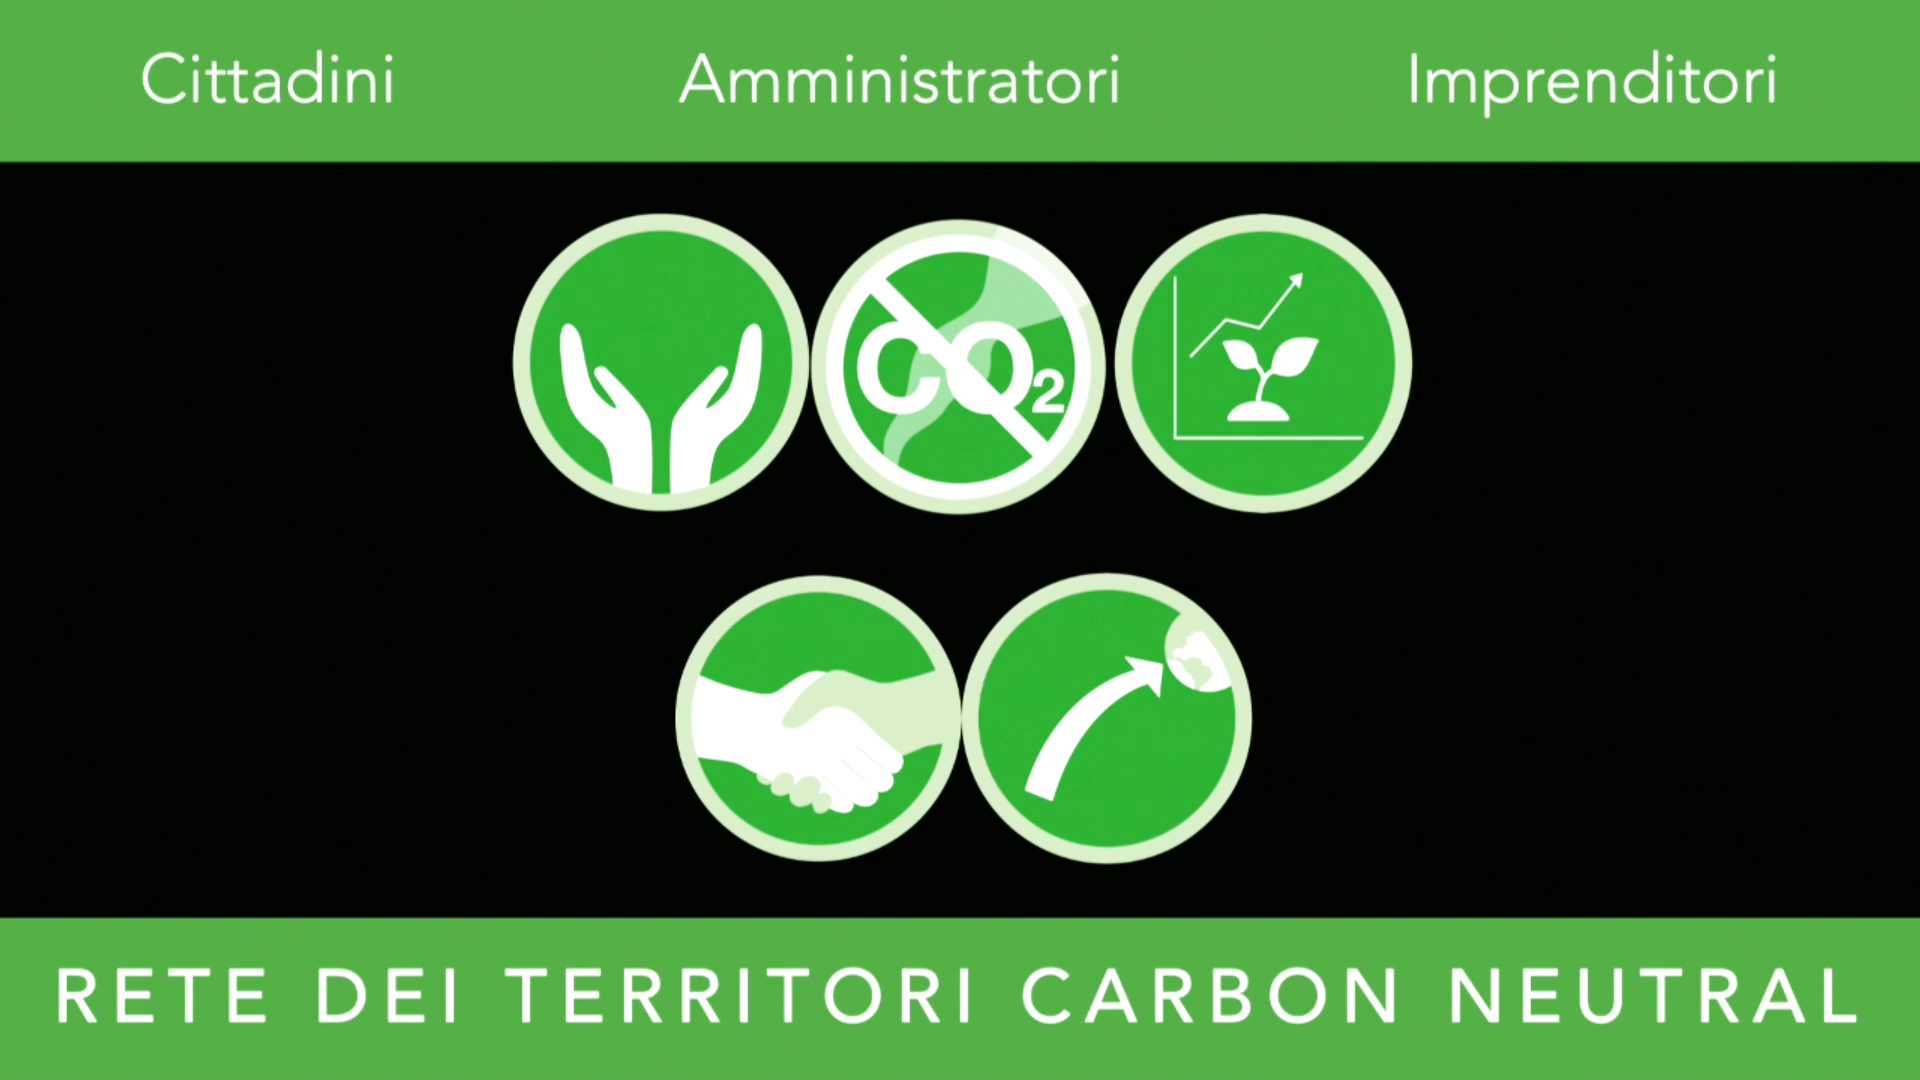 Cittadini Amministratori Imprenditori
CO₂
RETE DEI TERRITORI CARBON NEUTRAL